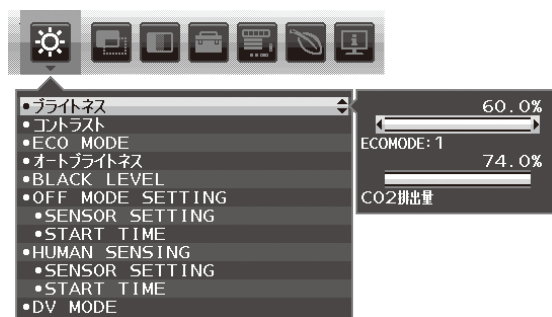 ●ブライトネス
●コントラスト
●ECO MODE
●オートブライトネス
●BLACK LEVEL
●OFF MODE SETTING
●SENSOR SETTING
●START TIME
●HUMAN SENSING
●SENSOR SETTING
●START TIME
●DV MODE
60.0%
ECOMODE:1
74.0%
CO2排出量